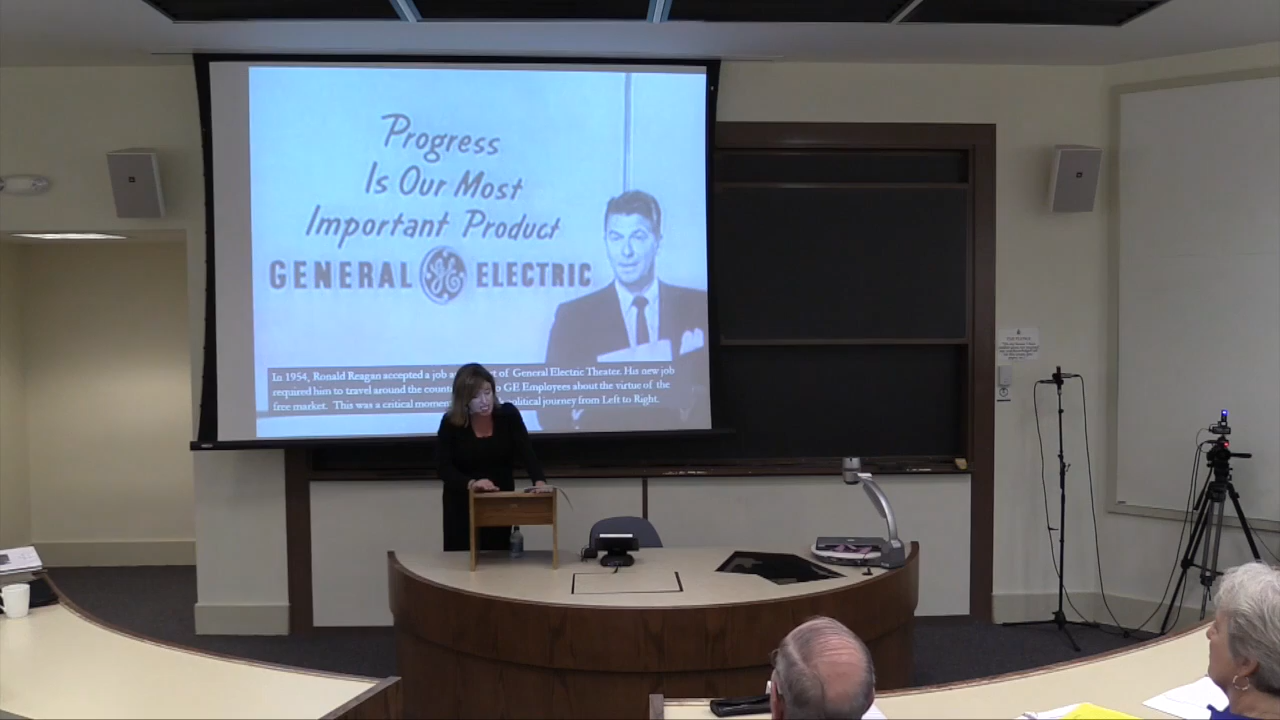 Progress
Is Our Most
Important Product
GENERAL GE ELECTRIC
In 1954, Ronald Reagan accepted a job a of General Electric Theater. His new job
required him to travel around the count GE Employees about the virtue of the
free market. This was a critical momen political journey from Left to Right.